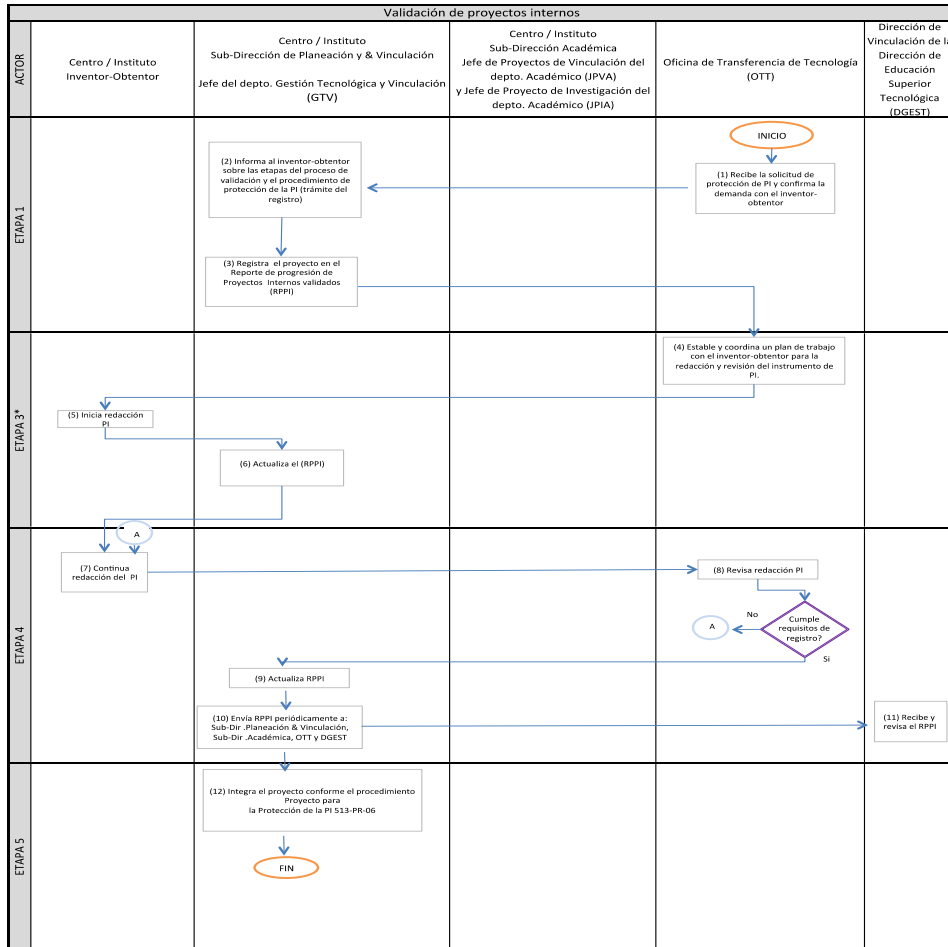 Validación de proyectos internos
ACTOR
Centro / Instituto
Inventor-Obtentor
Centro / Instituto
Sub-Dirección de Planeación y & Vinculación
Jefe del depto. Gestión Tecnológica y Vinculación
(GTV)
Centro / Instituto
Sub-Dirección Académica
Jefe de Proyectos de Vinculación del
depto. Académico (JPVA)
y Jefe de Proyecto de Investigación del
depto. Académico (JPIA)
Oficina de Transferencia de Tecnología
(OTT)
Dirección de
Vinculación de la
Dirección de
Educación
Superior
Tecnológica
(DGEST)
ETAPA 1
INICIO
(1) Recibe la solicitud de
protección de PI y confirma la
demanda con el inventor-
obtentor
(2) Informa al inventor-obtentor
sobre las etapas del proceso de
validación y el procedimiento de
protección de la PI (trámite del
registro)
(3) Registra el proyecto en el
Reporte de progresión de
Proyectos Internos validados
(RPPI)
ETAPA 3*
(4) Estable y coordina un plan de trabajo
con el inventor-obtentor para la
redacción y revisión del instrumento de
PI.
(5) Inicia redacción
PI
(6) Actualiza el (RPPI)
ETAPA 4
A
(7) Continua
redacción del PI
(8) Revisa redacción PI
Cumple
requisitos de
registro?
No
A
Si
(9) Actualiza RPPI
(10) Envía RPPI periódicamente a:
Sub-Dir .Planeación & Vinculación,
Sub-Dir .Académica, OTT y DGEST
(11) Recibe y
revisa el RPPI
ETAPA 5
(12) Integra el proyecto conforme el procedimiento
Proyecto para
la Protección de la PI 513-PR-06
FIN